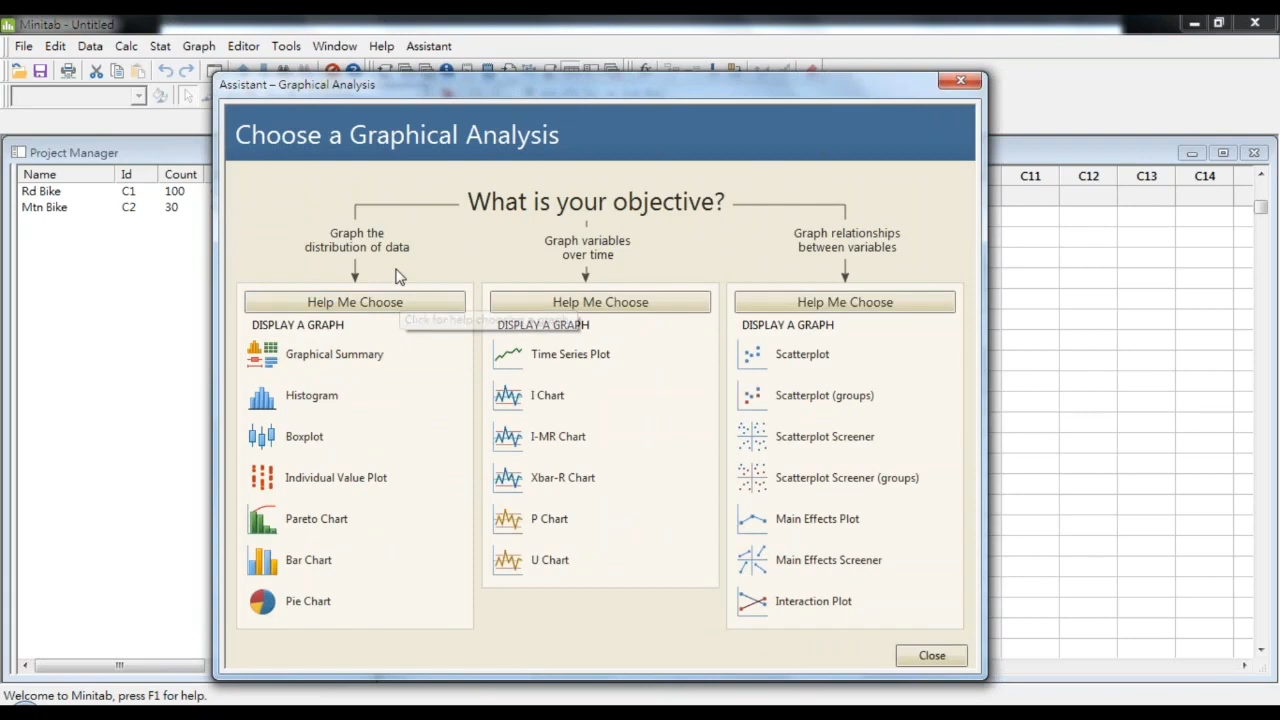 Minitab - Untitled
File Edit Data Calc Stat Graph Editor Tools Window Help Assistant
Assistant – Graphical Analysis
Choose a Graphical Analysis
Project Manager
Name Id Count
Rd Bike C1 100
Mtn Bike C2 30
C11 C12 C13 C14
What is your objective?
Graph the
distribution of data
Graph variables
over time
Graph relationships
between variables
Help Me Choose
DISPLAY A GRAPH
Graphical Summary
Histogram
Boxplot
Individual Value Plot
Pareto Chart
Bar Chart
Pie Chart
Help Me Choose
Click for help choosing a graph
DISPLAY A GRAPH
Time Series Plot
I Chart
I-MR Chart
Xbar-R Chart
P Chart
U Chart
Help Me Choose
DISPLAY A GRAPH
Scatterplot
Scatterplot (groups)
Scatterplot Screener
Scatterplot Screener (groups)
Main Effects Plot
Main Effects Screener
Interaction Plot
Close
Welcome to Minitab, press F1 for help.